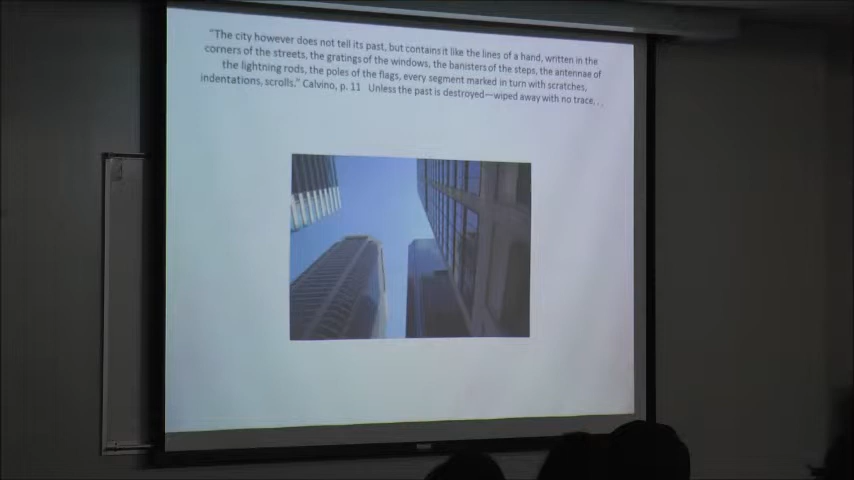 "The city however does not tell its past, but contains it like the lines of a hand, written in the
corners of the streets, the gratings of the windows, the banisters of the steps, the antennae of
the lightning rods, the poles of the flags, every segment marked in turn with scratches,
indentations, scrolls." Calvino, p. 11 Unless the past is destroyed—wiped away with no trace. . .